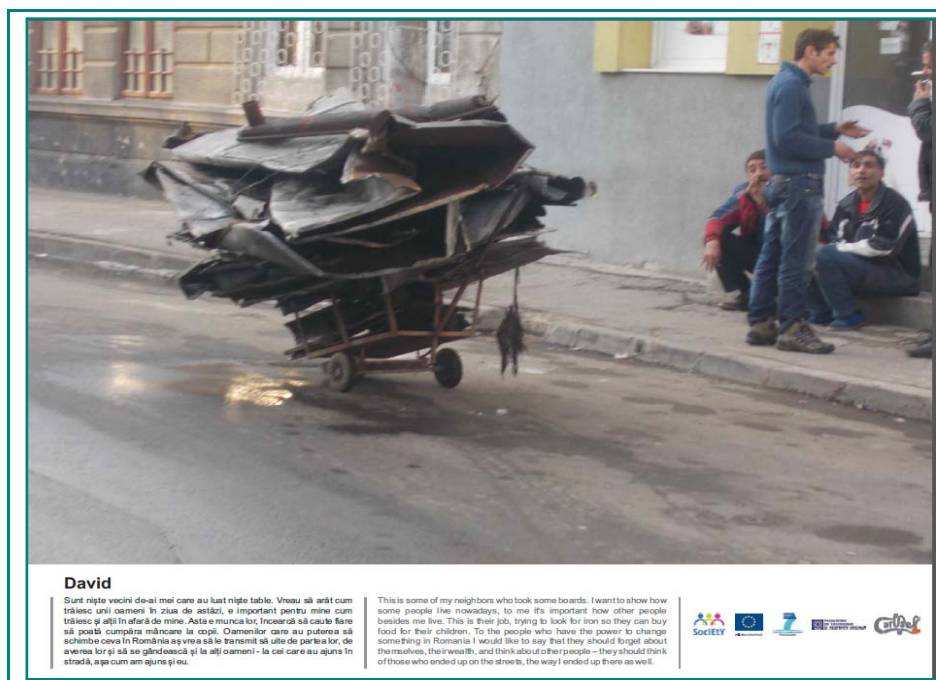 David
Sunt niște vecini de-ai mei care au luat niște table. Vreau să arăt cum
trăiesc unii oameni în ziua de astăzi, e important pentru mine cum
trăiesc și alții în afară de mine. Asta e munca lor, încearcă să caute fiare
să poată cumpăra mâncare la copii. Oamenilor care au puterea să
schimbe ceva în România aș vrea să le transmit să uite de partea lor, de
averea lor și să se gândească și la alți oameni - la cei care au ajuns în
stradă, așa cum am ajuns și eu.
This is some of my neighbors who took some boards. I want to show how
some people live nowadays, to me it's important how other people
besides me live. This is their job, trying to look for iron so they can buy
food for their children. To the people who have the power to change
something in Romania I would like to say that they should forget about
themselves, their wealth, and think about other people – they should think
of those who ended up on the streets, the way I ended up there as well.
SocIEtY